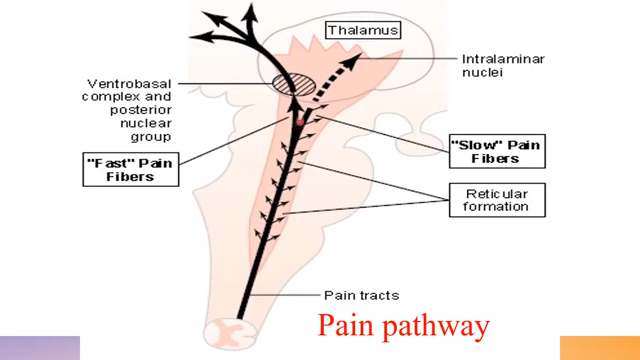 Thalamus
Intralaminar
nuclei
Ventrobasal
complex and
posterior
nuclear
group
"Fast" Pain
Fibers
"Slow" Pain
Fibers
Reticular
formation
Pain tracts
Pain pathway